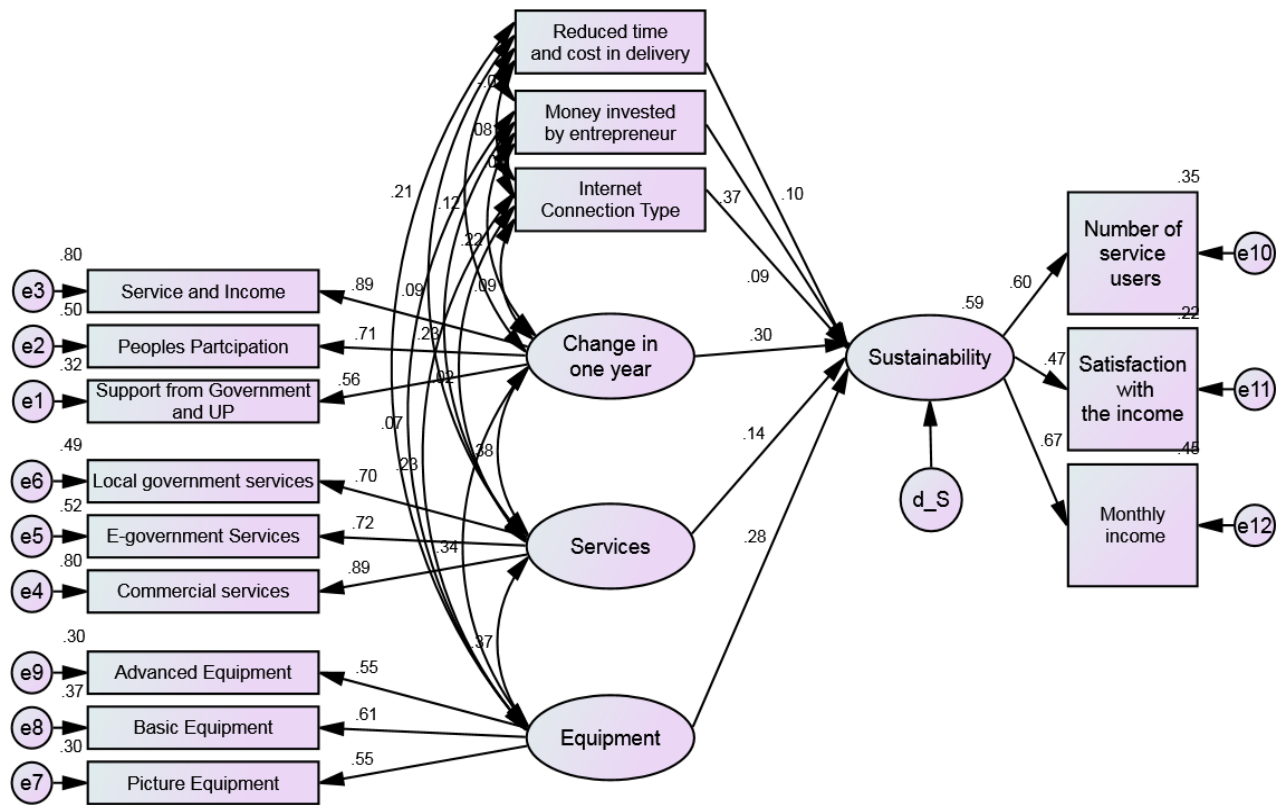 Reduced time
and cost in delivery
Money invested
by entrepreneur
Internet
Connection Type
.21
.12
.22
.09
.09
.23
.02
.07
.23
.38
.34
.37
08
.80
e3
Service and Income
.89
.50
e2
Peoples Partcipation
.71
.32
e1
Support from Government
and UP
.56
.49
e6
Local government services
.70
.52
e5
E-government Services
.72
.80
e4
Commercial services
.89
.30
e9
Advanced Equipment
.55
.37
e8
Basic Equipment
.61
.30
e7
Picture Equipment
.55
Change in
one year
Services
Equipment
.10
.37
.09
.30
.14
.28
.59
Sustainability
d_S
.60
.47
.67
.35
Number of
service
users
e10
.22
Satisfaction
with
the income
e11
.45
Monthly
income
e12